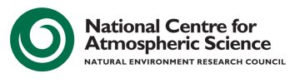 National Centre for
Atmospheric Science
NATURAL ENVIRONMENT RESEARCH COUNCIL